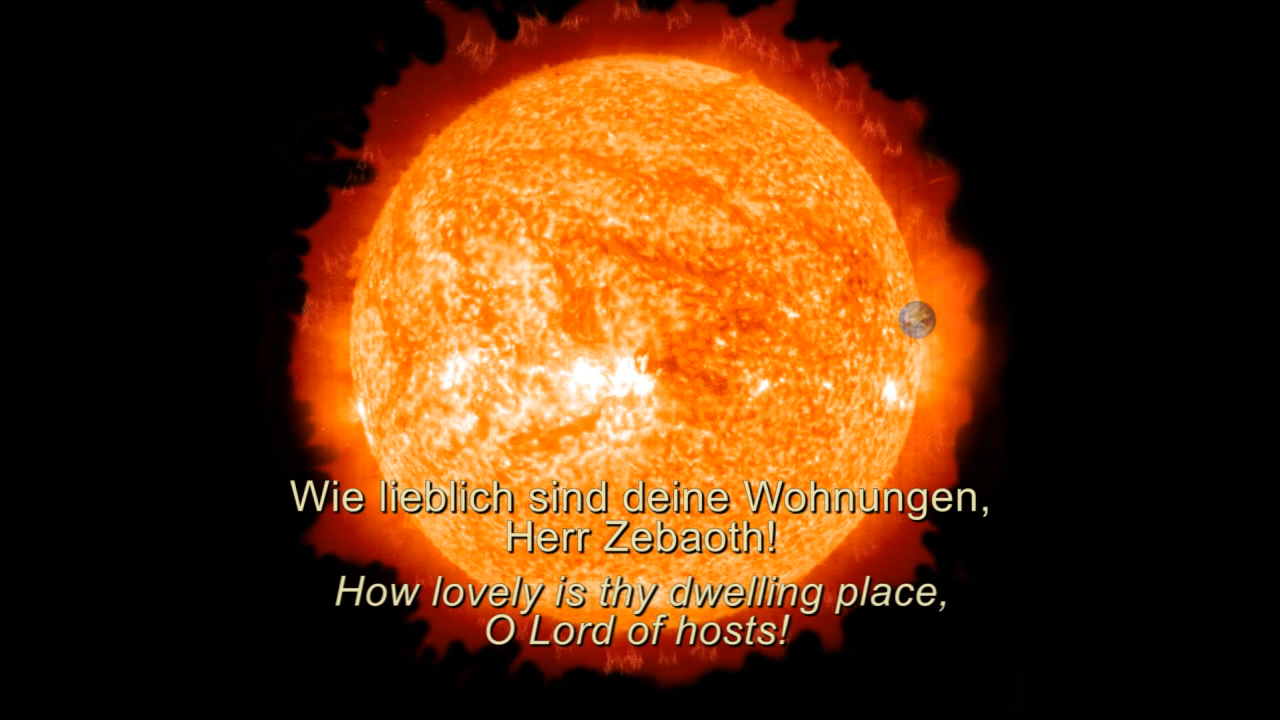 Wie lieblich sind deine Wohnungen,
Herr Zebaoth!
How lovely is thy dwelling place,
O Lord of hosts!